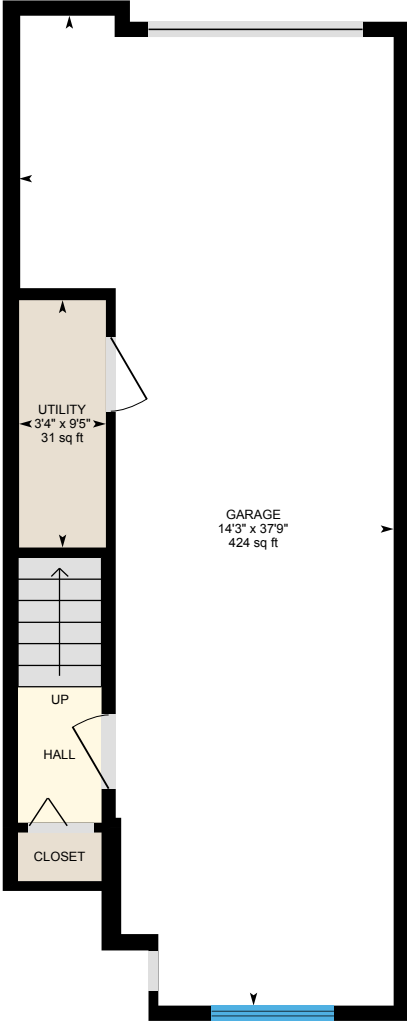 UTILITY
3'4" x 9'5"
31 sq ft
GARAGE
14'3" x 37'9"
424 sq ft
UP
HALL
CLOSET